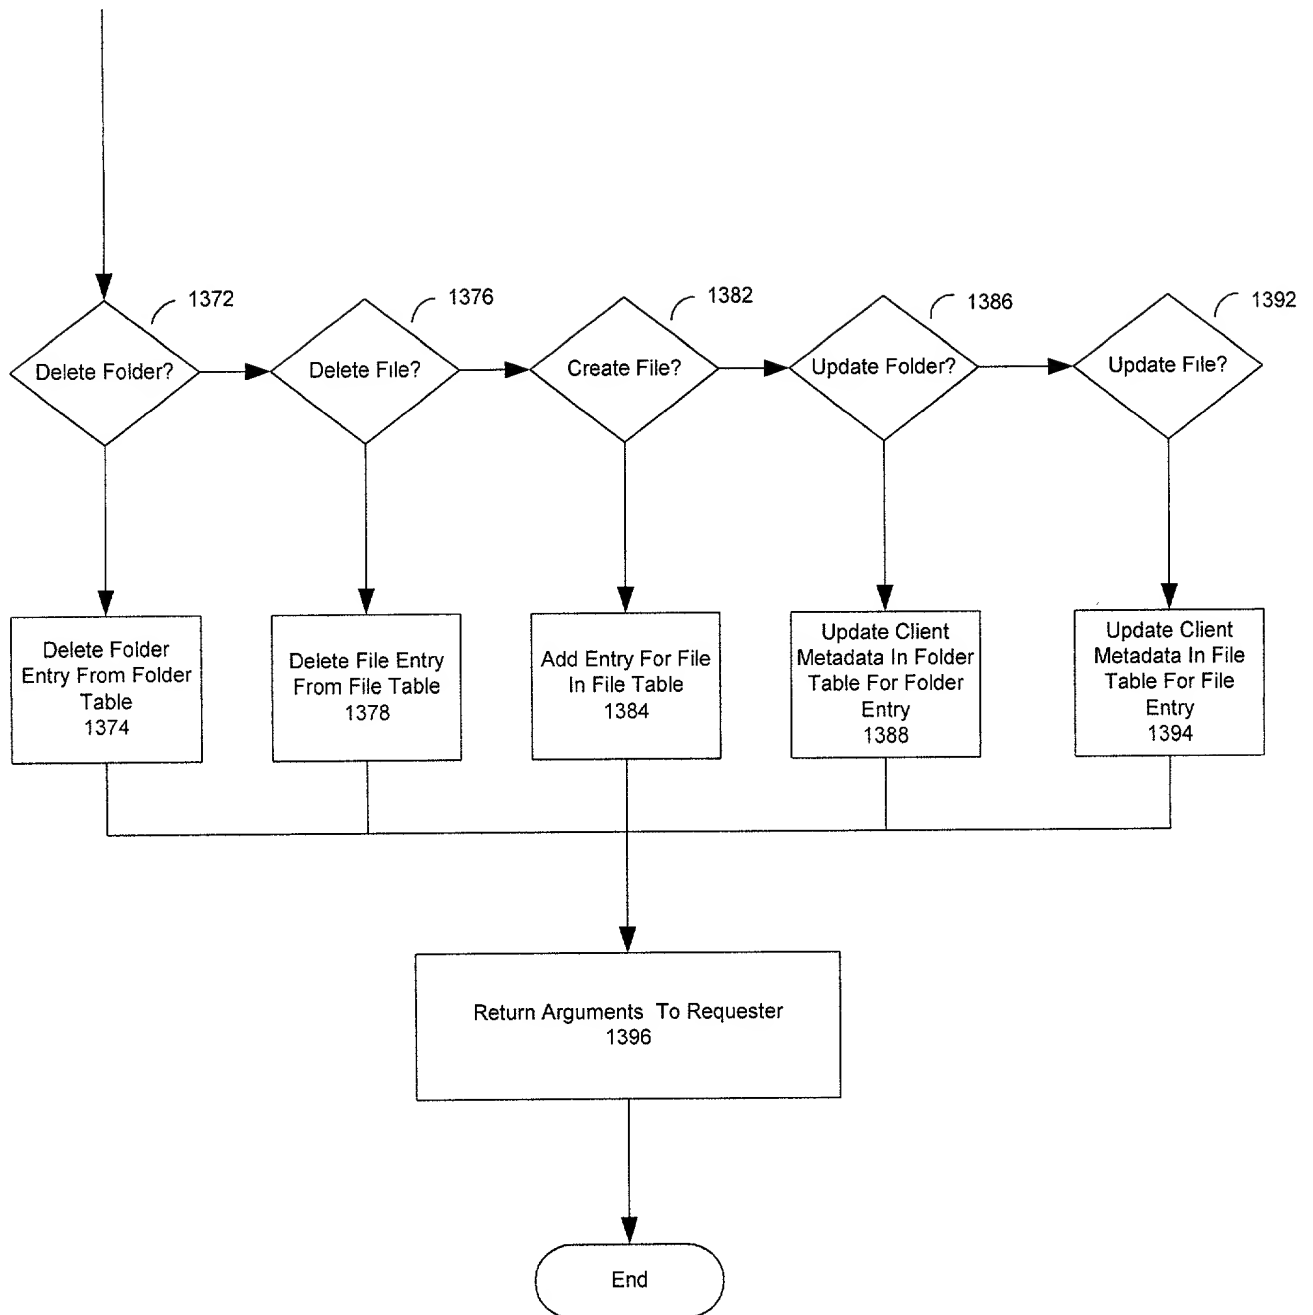 1372
1376
1382
1386
1392
Delete Folder?
Delete File?
Create File?
Update Folder?
Update File?
Delete Folder
Entry From Folder
Table
1374
Delete File Entry
From File Table
1378
Add Entry For File
In File Table
1384
Update Client
Metadata In Folder
Table For Folder
Entry
1388
Update Client
Metadata In File
Table For File
Entry
1394
Return Arguments To Requester
1396
End